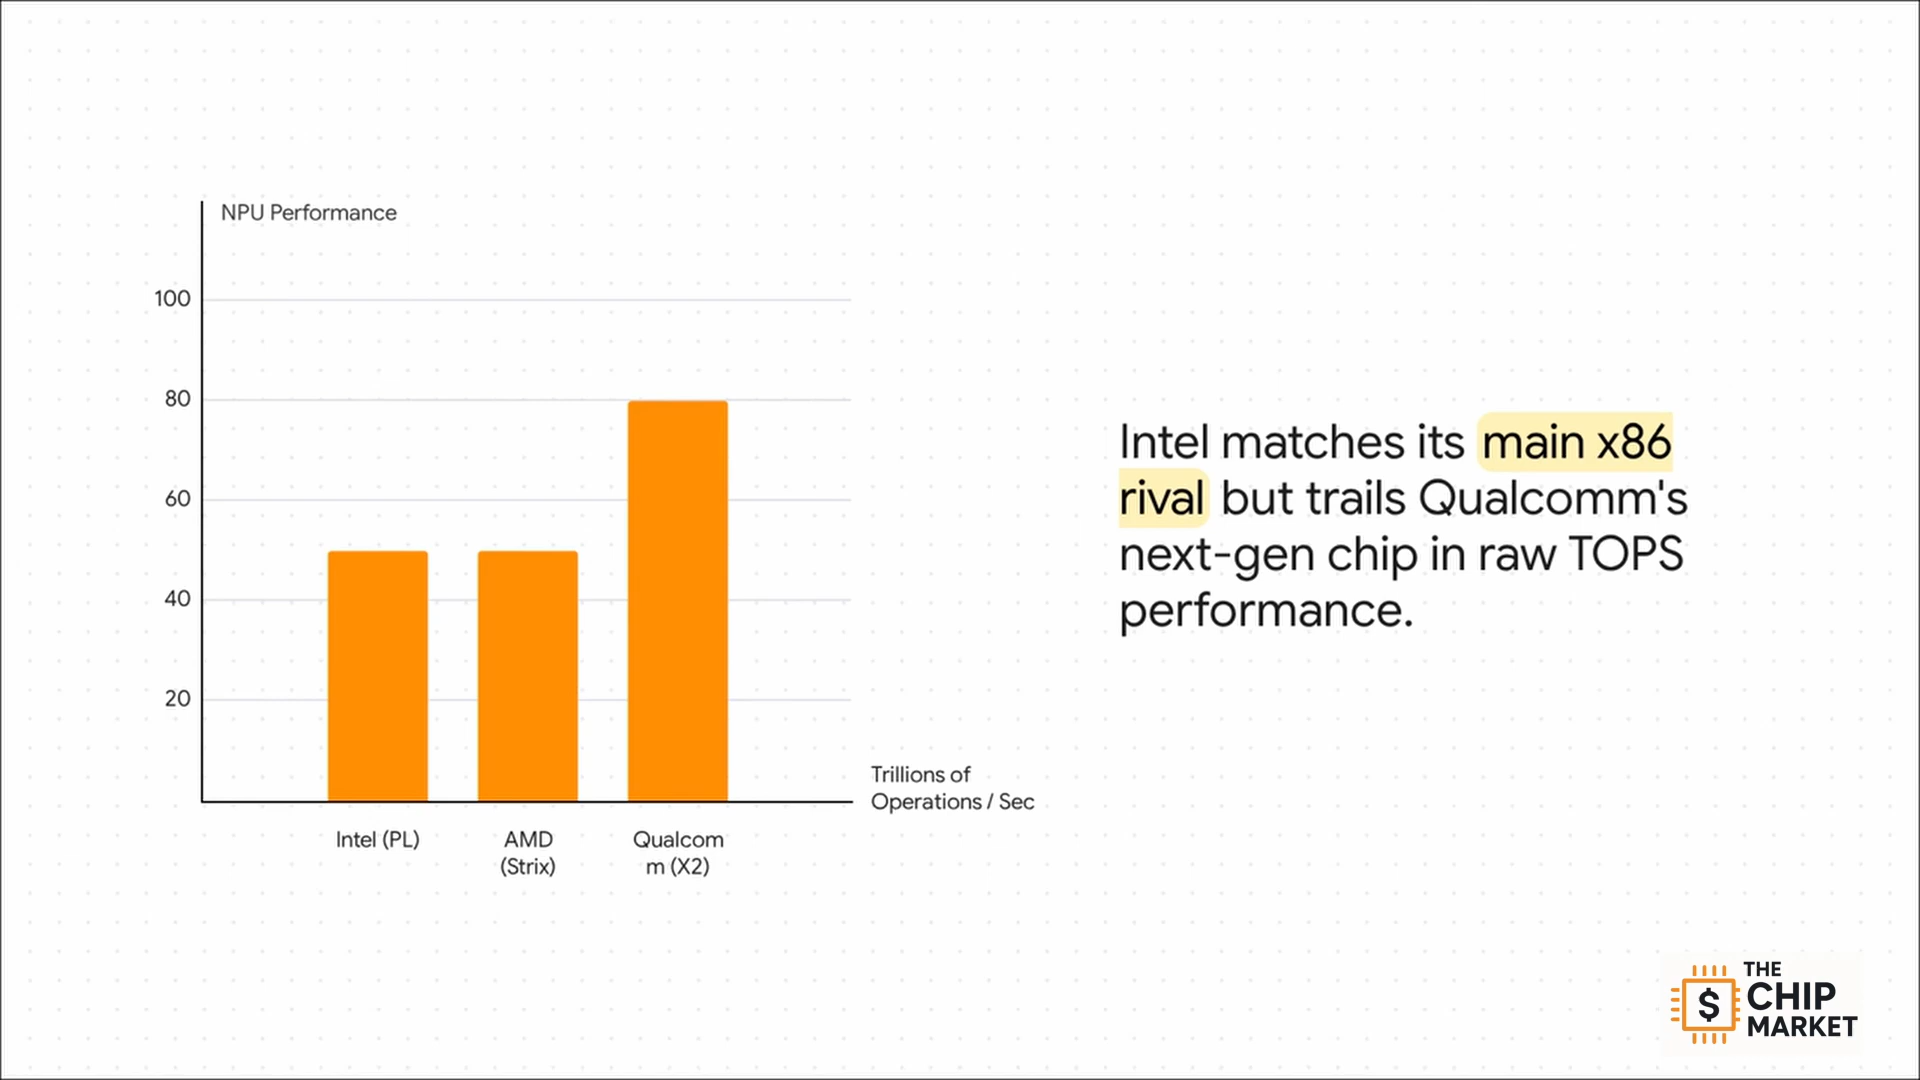 NPU Performance
100
80
60
40
20
Trillions of
Operations / Sec
Intel (PL)
AMD
(Strix)
Qualcom
m (X2)
Intel matches its main x86
rival but trails Qualcomm's
next-gen chip in raw TOPS
performance.
$
THE
CHIP
MARKET